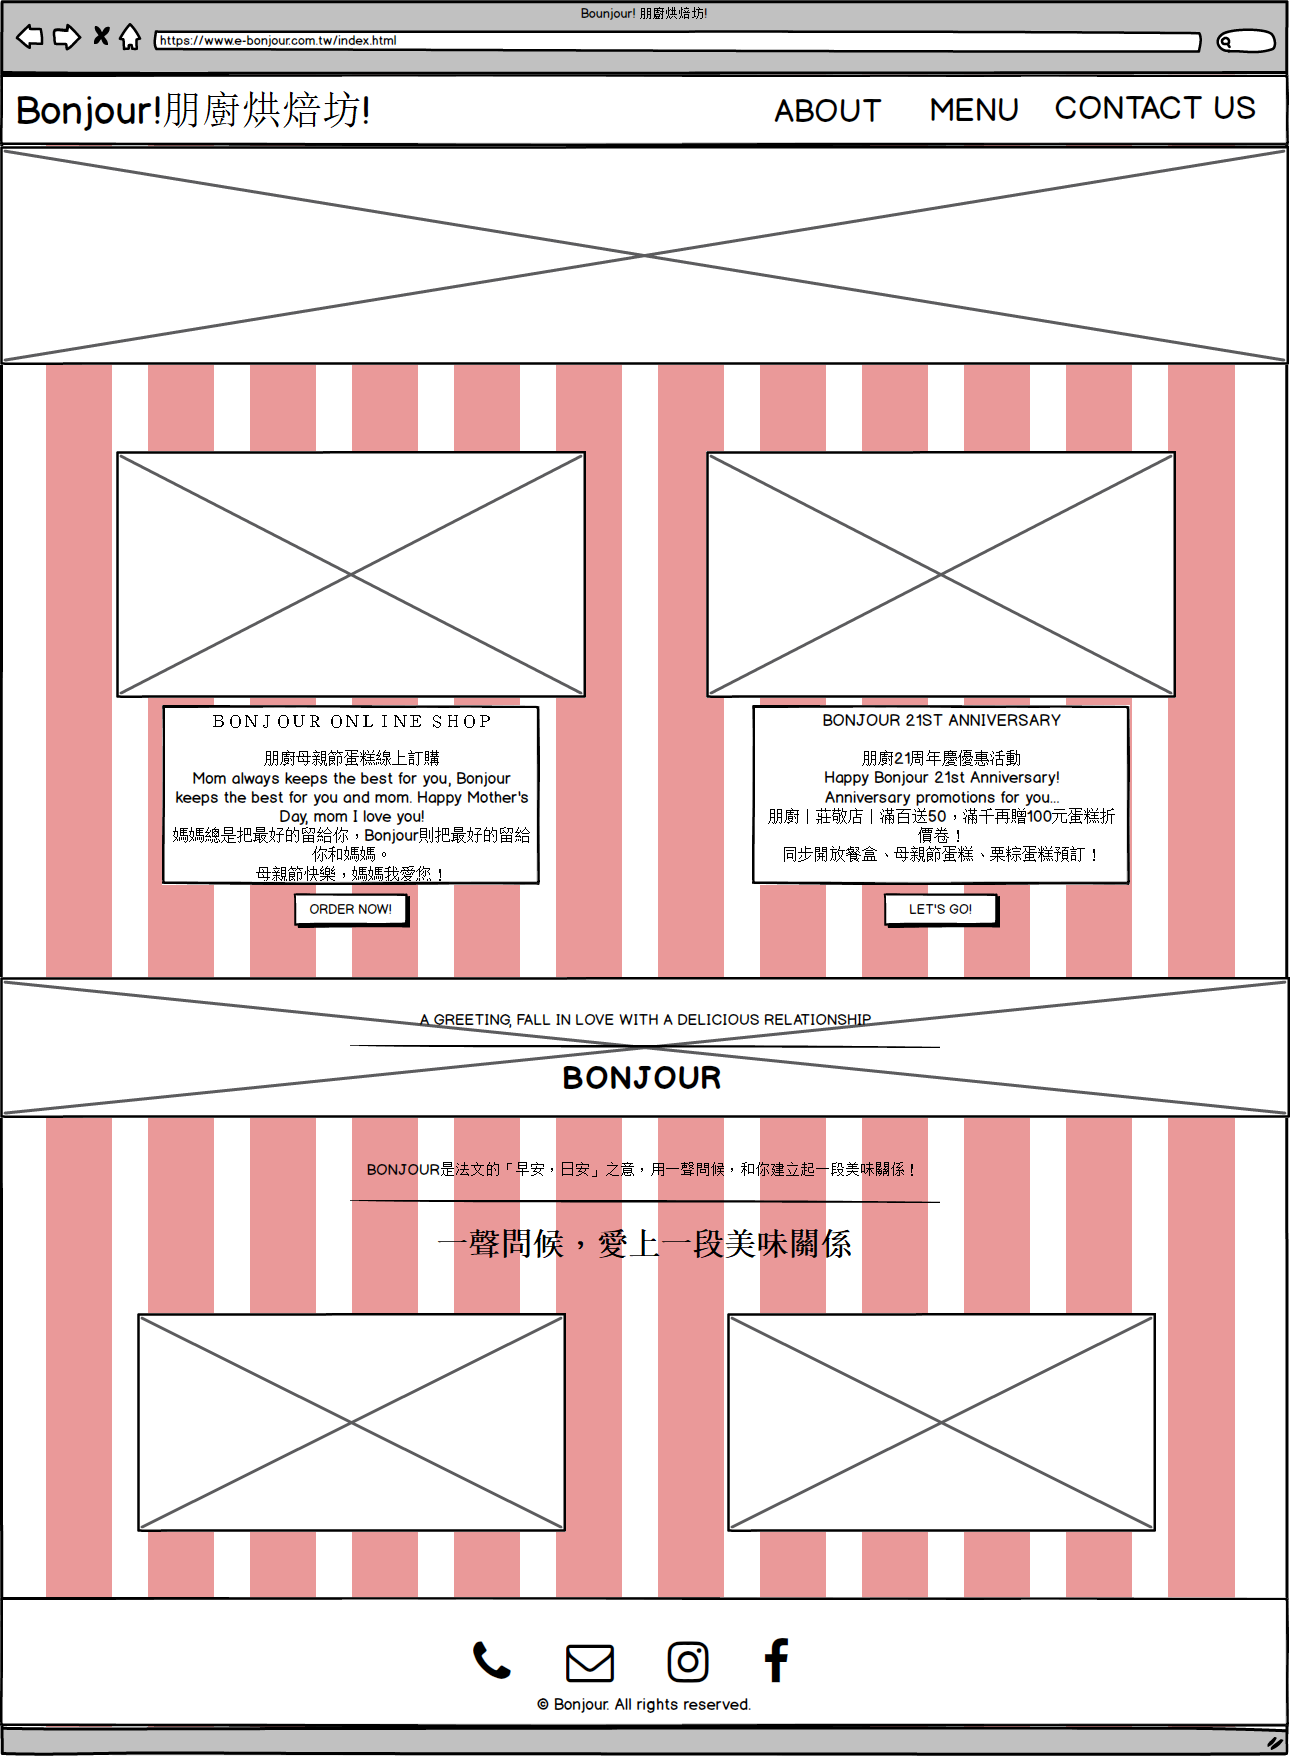 Bounjour! 朋廚烘焙坊!
https://www.e-bonjour.com.tw/index.html
Bonjour!朋廚烘焙坊!
ABOUT MENU CONTACT US
BONJOUR ONLINE SHOP
朋廚母親節蛋糕線上訂購
Mom always keeps the best for you, Bonjour
keeps the best for you and mom. Happy Mother's
Day, mom I love you!
媽媽總是把最好的留給你，Bonjour則把最好的留給
你和媽媽。
母親節快樂，媽媽我愛您！
ORDER NOW!
BONJOUR 21ST ANNIVERSARY
朋廚21周年慶優惠活動
Happy Bonjour 21st Anniversary!
Anniversary promotions for you...
朋廚｜莊敬店｜滿百送50，滿千再贈100元蛋糕折
價卷！
同步開放餐盒、母親節蛋糕、栗粽蛋糕預訂！
LET'S GO!
A GREETING, FALL IN LOVE WITH A DELICIOUS RELATIONSHIP
BONJOUR
BONJOUR是法文的「早安，日安」之意，用一聲問候，和你建立起一段美味關係！
一聲問候，愛上一段美味關係
© Bonjour. All rights reserved.